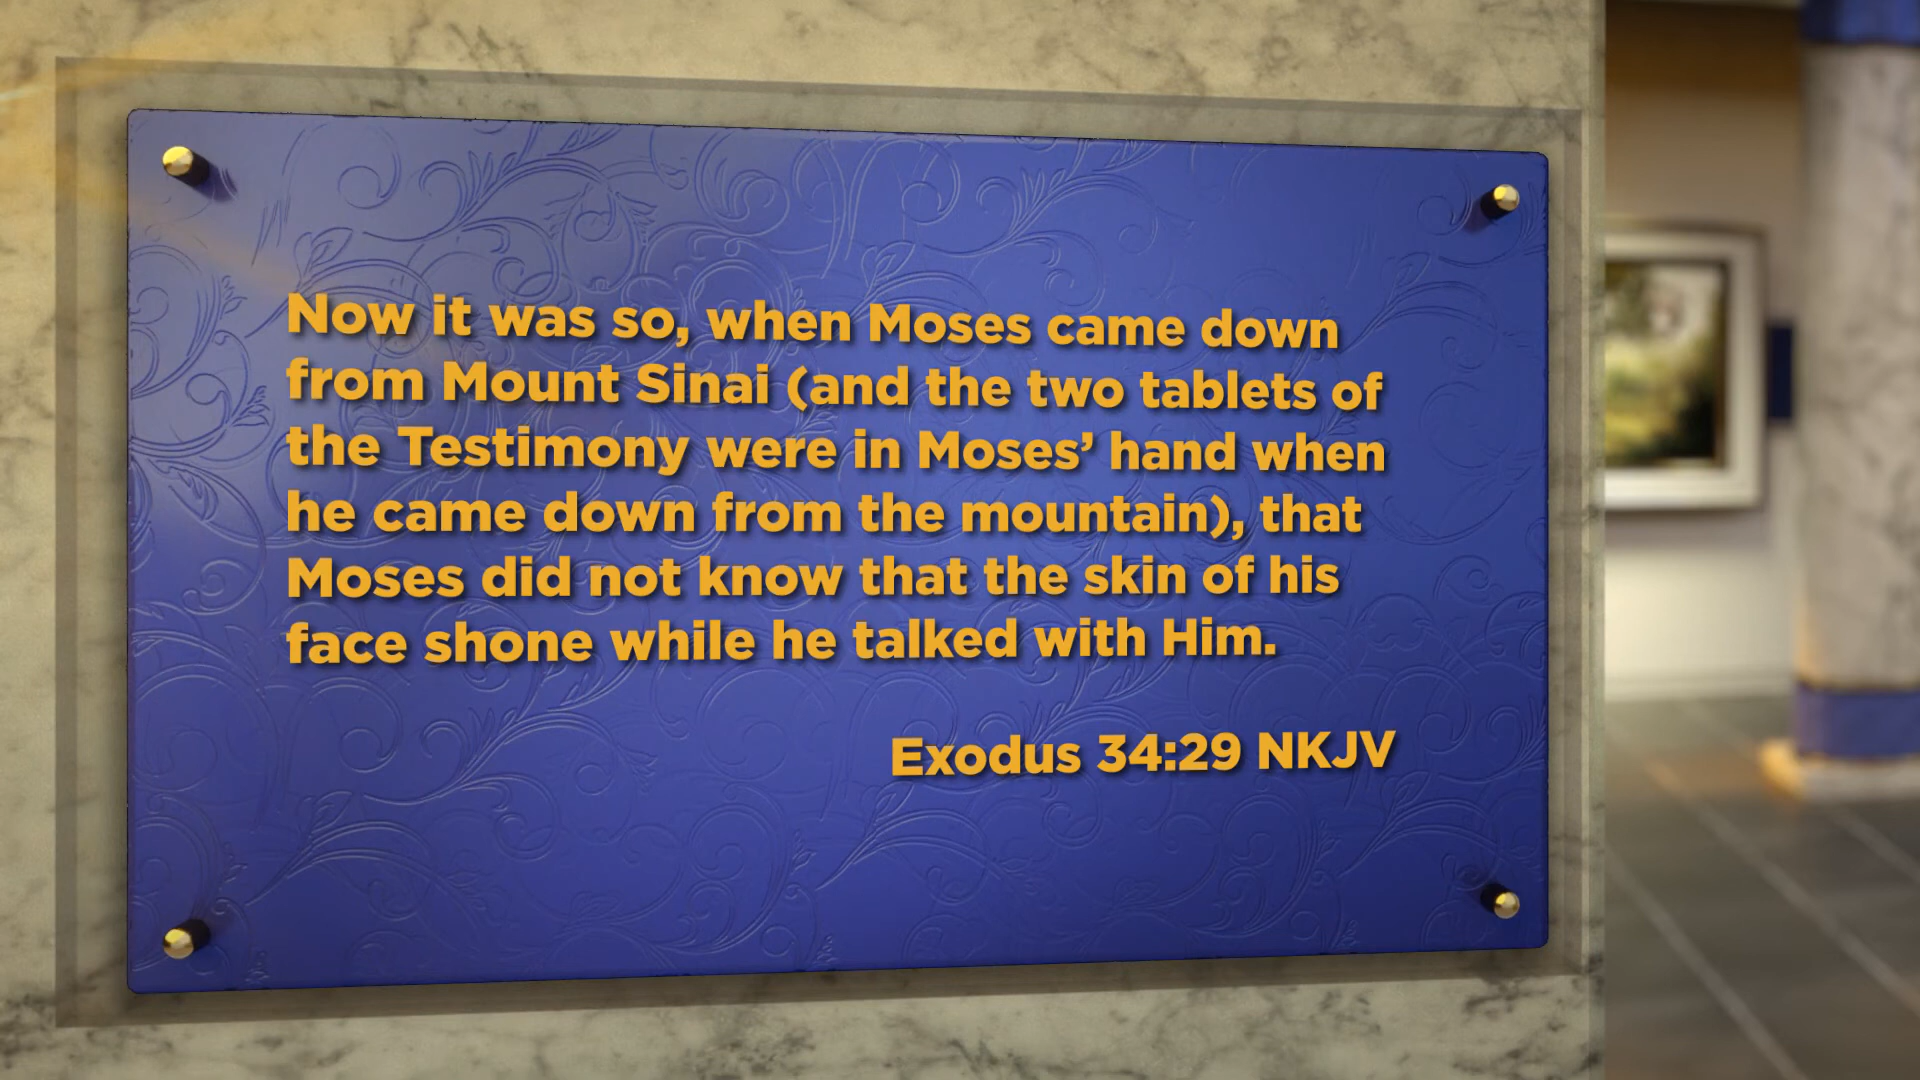 Now it was so, when Moses came down
from Mount Sinai (and the two tablets of
the Testimony were in Moses’ hand when
he came down from the mountain), that
Moses did not know that the skin of his
face shone while he talked with Him.
Exodus 34:29 NKJV